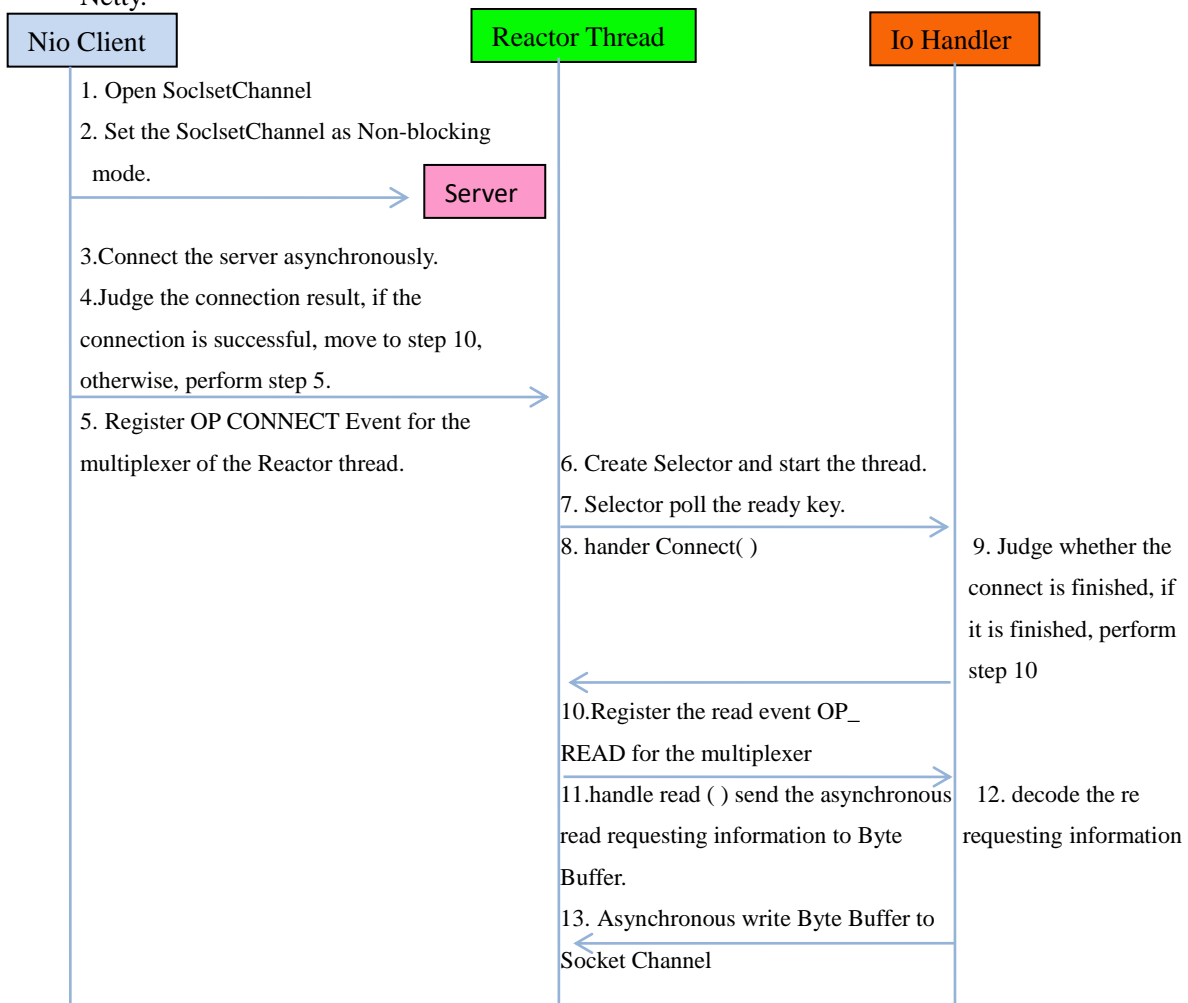 Netty.
Nio Client
Reactor Thread
Io Handler
1. Open SoclsetChannel
2. Set the SoclsetChannel as Non-blocking
mode.
Server
3.Connect the server asynchronously.
4.Judge the connection result, if the
connection is successful, move to step 10,
otherwise, perform step 5.
5. Register OP CONNECT Event for the
multiplexer of the Reactor thread.
6. Create Selector and start the thread.
7. Selector poll the ready key.
8. hander Connect( )
9. Judge whether the
connect is finished, if
it is finished, perform
step 10
10.Register the read event OP_
READ for the multiplexer
11.handle read ( ) send the asynchronous
read requesting information to Byte
Buffer.
12. decode the re
requesting information
13. Asynchronous write Byte Buffer to
Socket Channel